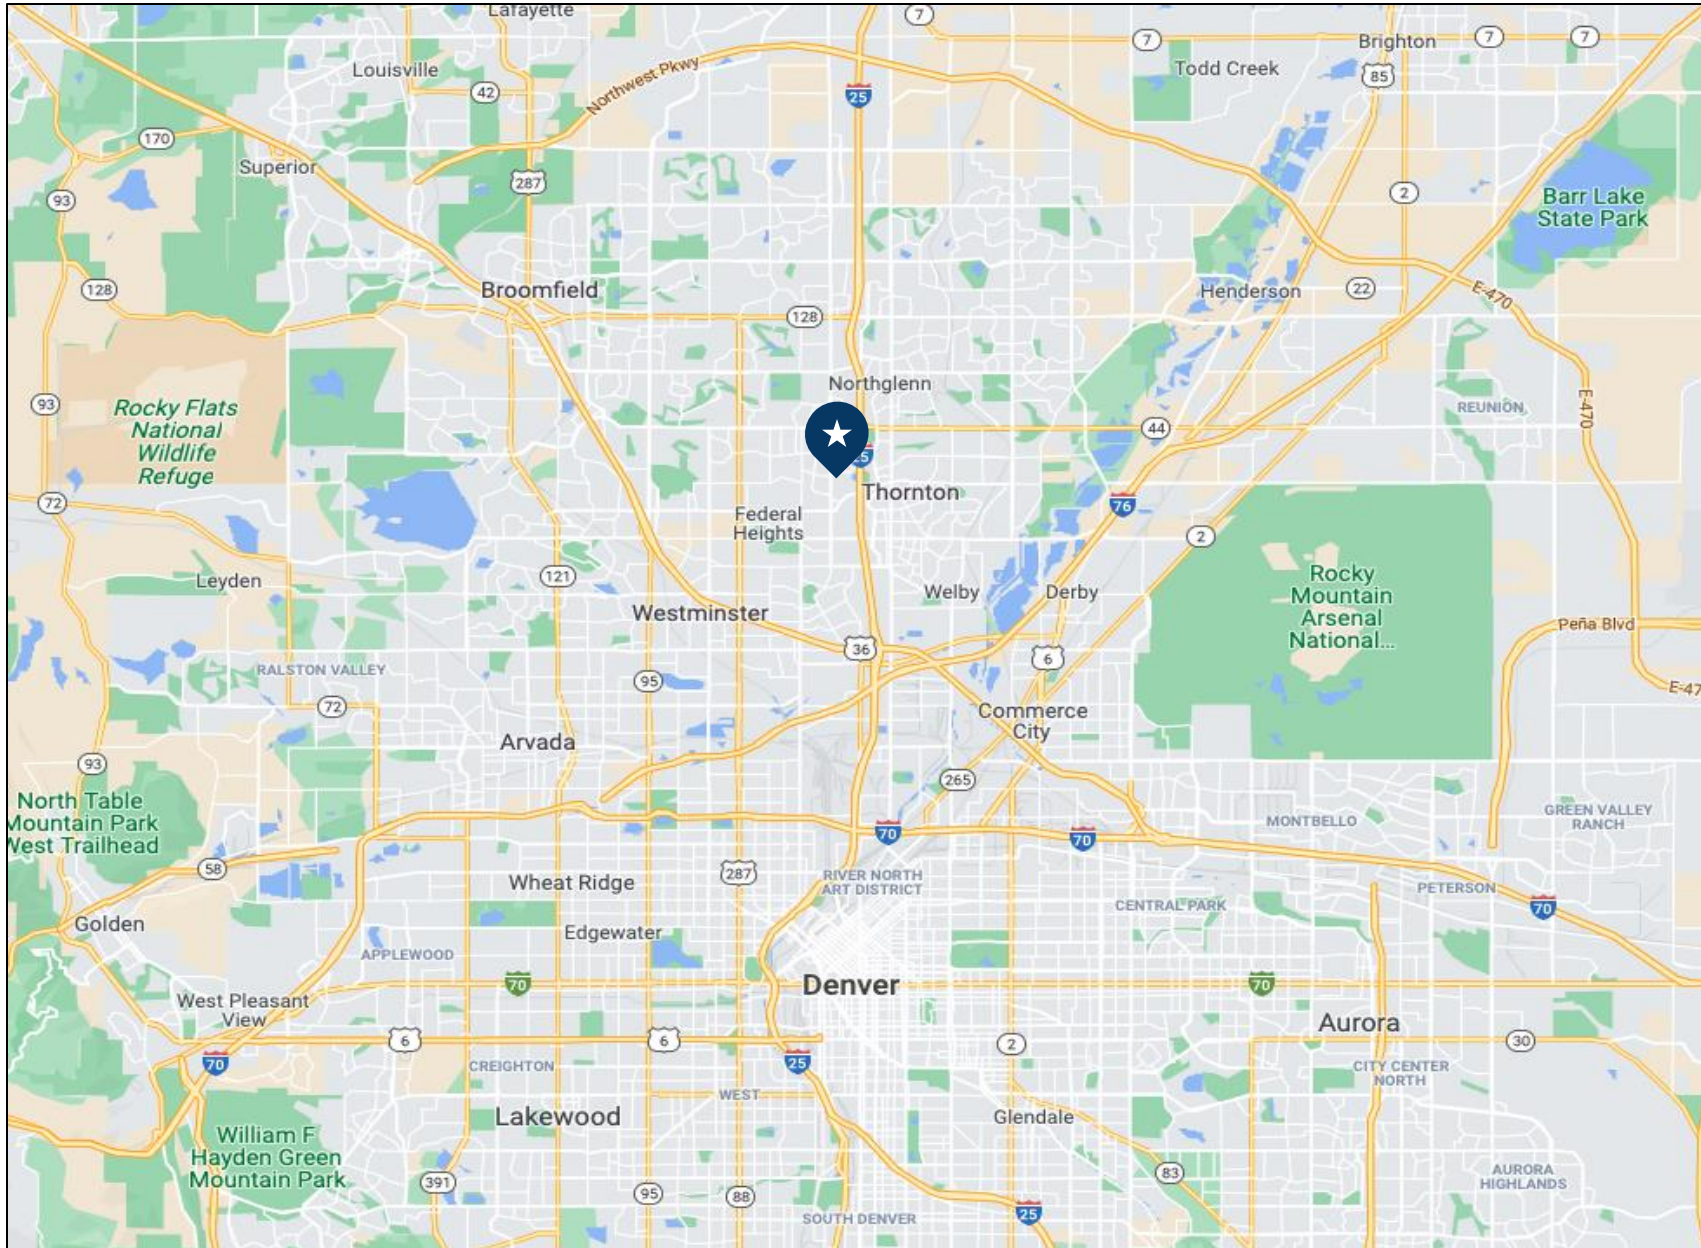 Lafayette
7
7
Brighton
7
7
Louisville
Todd Creek
85
42
Northwest Pkwy
25
170
Superior
287
93
2
Barr Lake
State Park
128
Broomfield
Henderson
22
E-470
128
Northglenn
93
Rocky Flats
National
Wildlife
Refuge
REUNION
E-470
44
25
72
Thornton
76
Federal
Heights
2
Leyden
121
Welby
Derby
Rocky
Mountain
Arsenal
National...
Westminster
Peña Blvd
36
6
RALSTON VALLEY
95
E-47
72
Commerce
City
Arvada
93
265
North Table
Mountain Park
West Trailhead
GREEN VALLEY
RANCH
MONTBELLO
70
70
58
287
Wheat Ridge
RIVER NORTH
ART DISTRICT
PETERSON
CENTRAL PARK
70
Golden
Edgewater
APPLEWOOD
70
Denver
70
West Pleasant
View
Aurora
6
6
2
30
70
CREIGHTON
25
CITY CENTER
NORTH
WEST
Lakewood
Glendale
William F
Hayden Green
Mountain Park
391
95
88
83
AURORA
HIGHLANDS
SOUTH DENVER
25